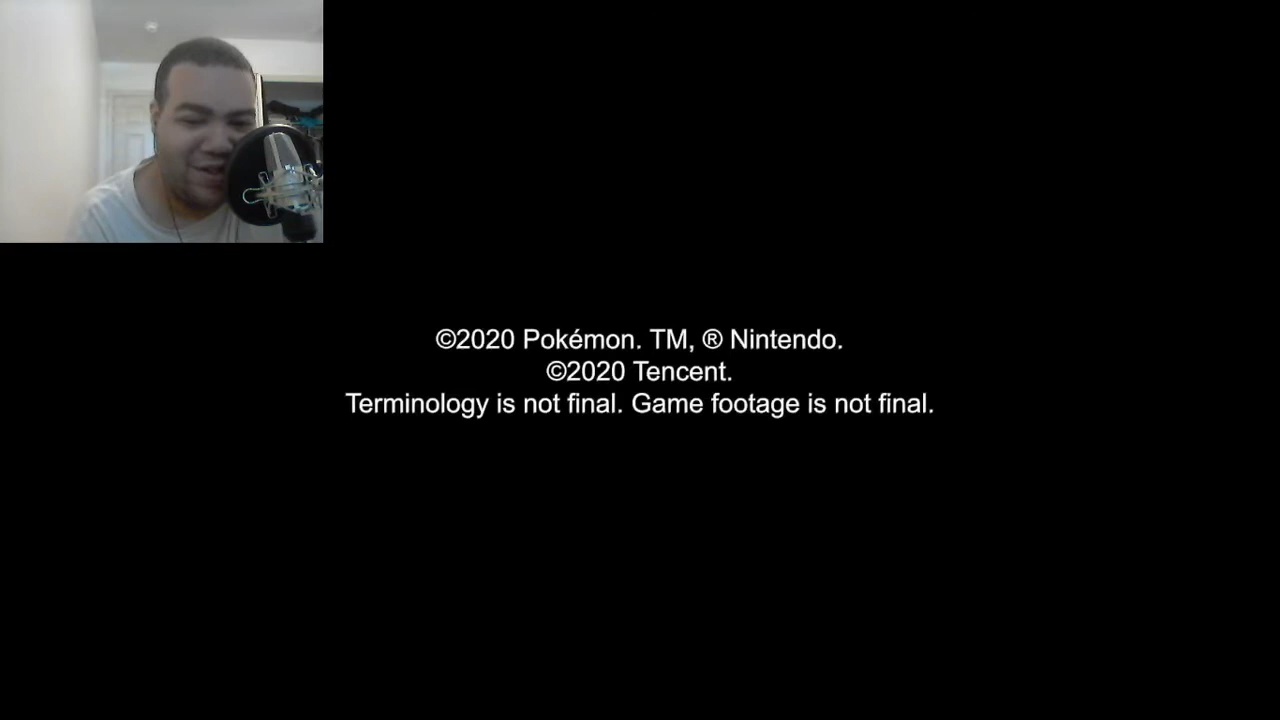 ©2020 Pokémon. TM, ® Nintendo.
©2020 Tencent.
Terminology is not final. Game footage is not final.